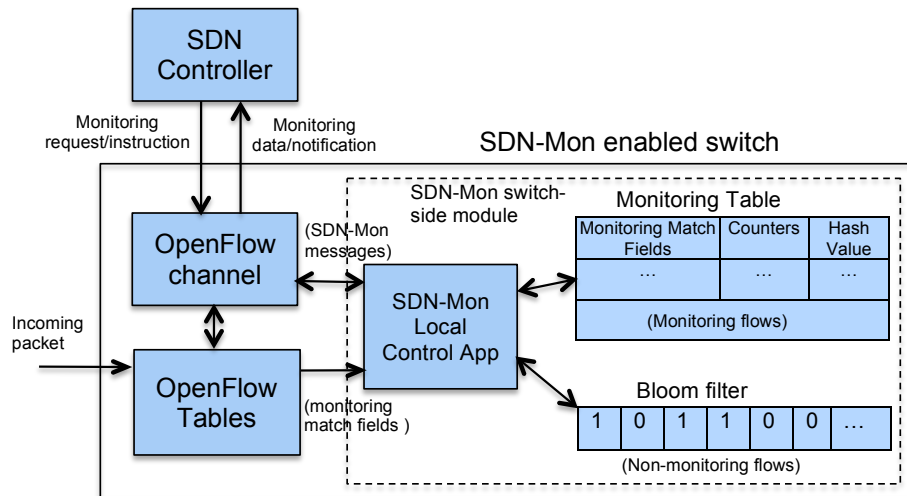 SDN
Controller
Monitoring
request/instruction
Monitoring
data/notification
SDN-Mon enabled switch
SDN-Mon switch-
side module
Monitoring Table
OpenFlow
channel
(SDN-Mon
messages)
Monitoring Match
Fields
Counters
Hash
Value
…
…
…
(Monitoring flows)
SDN-Mon
Local
Control App
Incoming
packet
OpenFlow
Tables
(monitoring
match fields )
Bloom filter
1 0 1 1 0 0 …
(Non-monitoring flows)